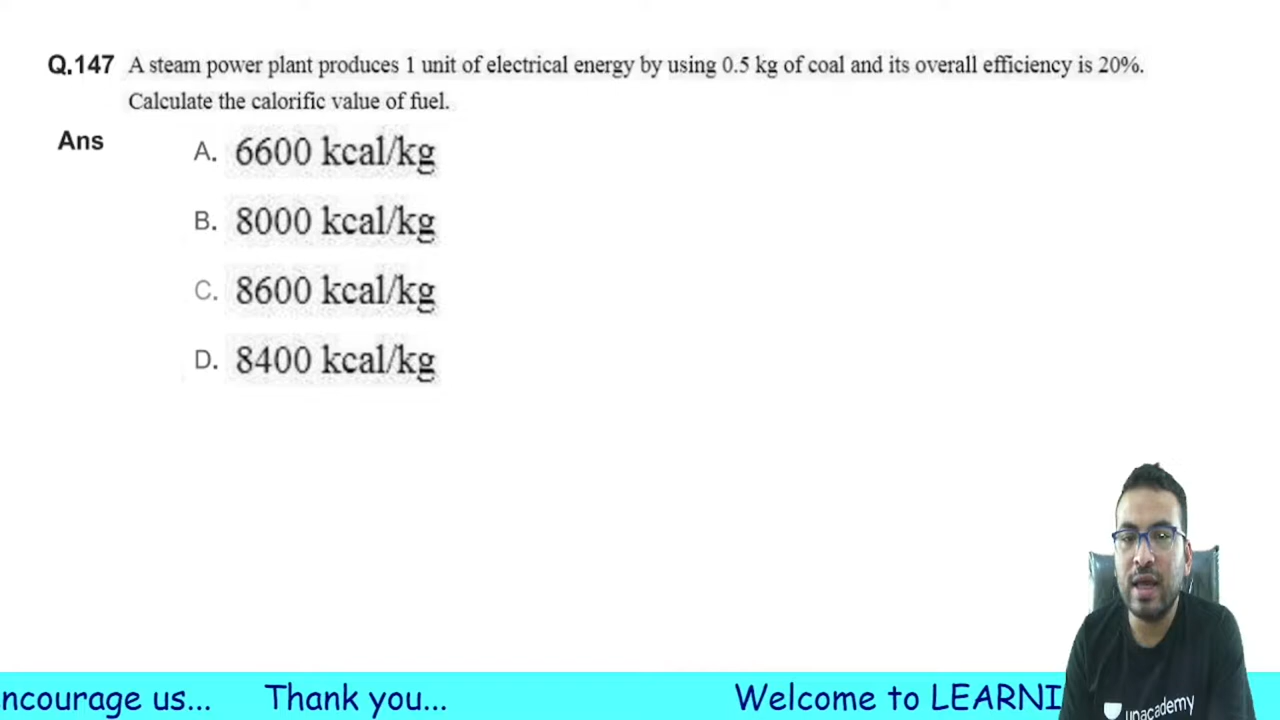 Q.147 A steam power plant produces 1 unit of electrical energy by using 0.5 kg of coal and its overall efficiency is 20%.
Calculate the calorific value of fuel.
Ans
A. 6600 kcal/kg
B. 8000 kcal/kg
C. 8600 kcal/kg
D. 8400 kcal/kg
unacademy
ncourage us... Thank you... Welcome to LEARNI